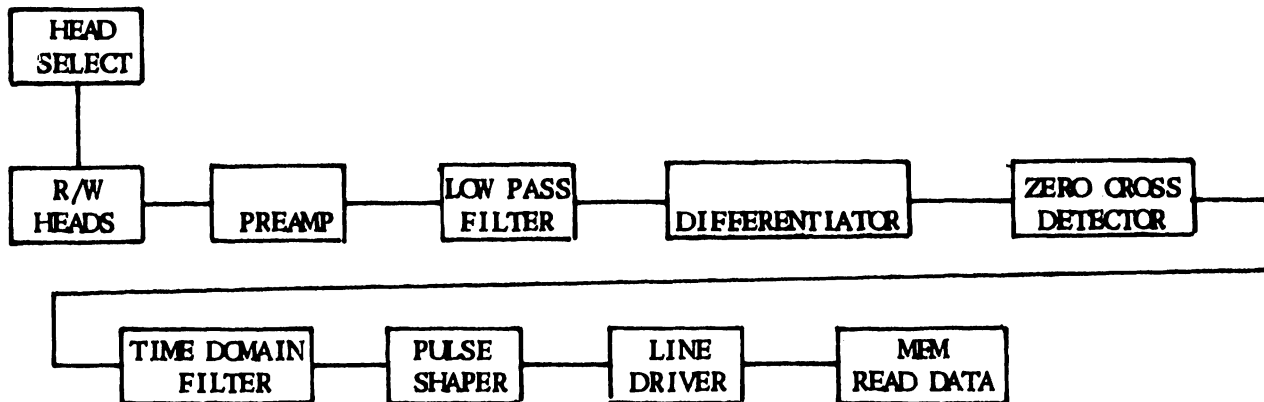 HEAD
SELECT
R/W
HEADS
PREAMP
LOW PASS
FILTER
DIFFERENTIATOR
ZERO CROSS
DETECTOR
TIME DOMAIN
FILTER
PULSE
SHAPER
LINE
DRIVER
MFM
READ DATA